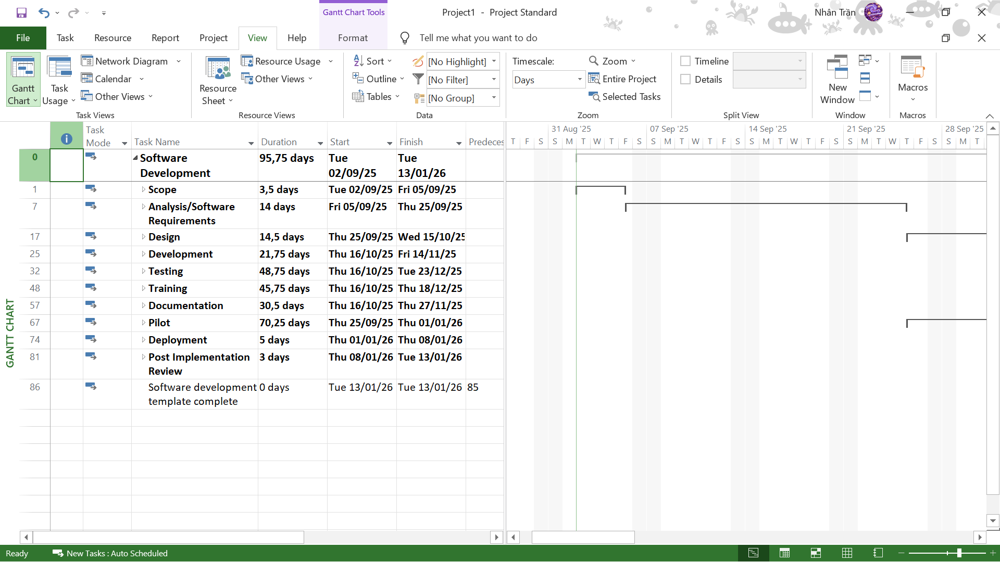 Gantt Chart Tools
Project1 - Project Standard
Nhân Trần
File Task Resource Report Project View Help Format Tell me what you want to do
Gantt Chart
Task Usage
Network Diagram
Calendar
Other Views
Task Views
Resource Sheet
Resource Usage
Other Views
Resource Views
Sort
Outline
Tables
[No Highlight]
[No Filter]
[No Group]
Data
Timescale:
Days
Zoom
Entire Project
Selected Tasks
Zoom
Timeline
Details
Split View
New Window
Window
Macros
Macros
Task Mode Task Name Duration Start Finish Predeces
31 Aug '25 07 Sep '25 14 Sep '25 21 Sep '25 28 Sep '25
T F S S M T W T F S S M T W T F S S M T W T F S S M T W T F S S M T
0 Software Development 95,75 days Tue 02/09/25 Tue 13/01/26
1 Scope 3,5 days Tue 02/09/25 Fri 05/09/25
7 Analysis/Software Requirements 14 days Fri 05/09/25 Thu 25/09/25
17 Design 14,5 days Thu 25/09/25 Wed 15/10/25
25 Development 21,75 days Thu 16/10/25 Fri 14/11/25
32 Testing 48,75 days Thu 16/10/25 Tue 23/12/25
48 Training 45,75 days Thu 16/10/25 Thu 18/12/25
57 Documentation 30,5 days Thu 16/10/25 Thu 27/11/25
67 Pilot 70,25 days Thu 25/09/25 Thu 01/01/26
74 Deployment 5 days Thu 01/01/26 Thu 08/01/26
81 Post Implementation Review 3 days Thu 08/01/26 Tue 13/01/26
86 Software development template complete 0 days Tue 13/01/26 Tue 13/01/26 85
GANTT CHART
Ready New Tasks : Auto Scheduled